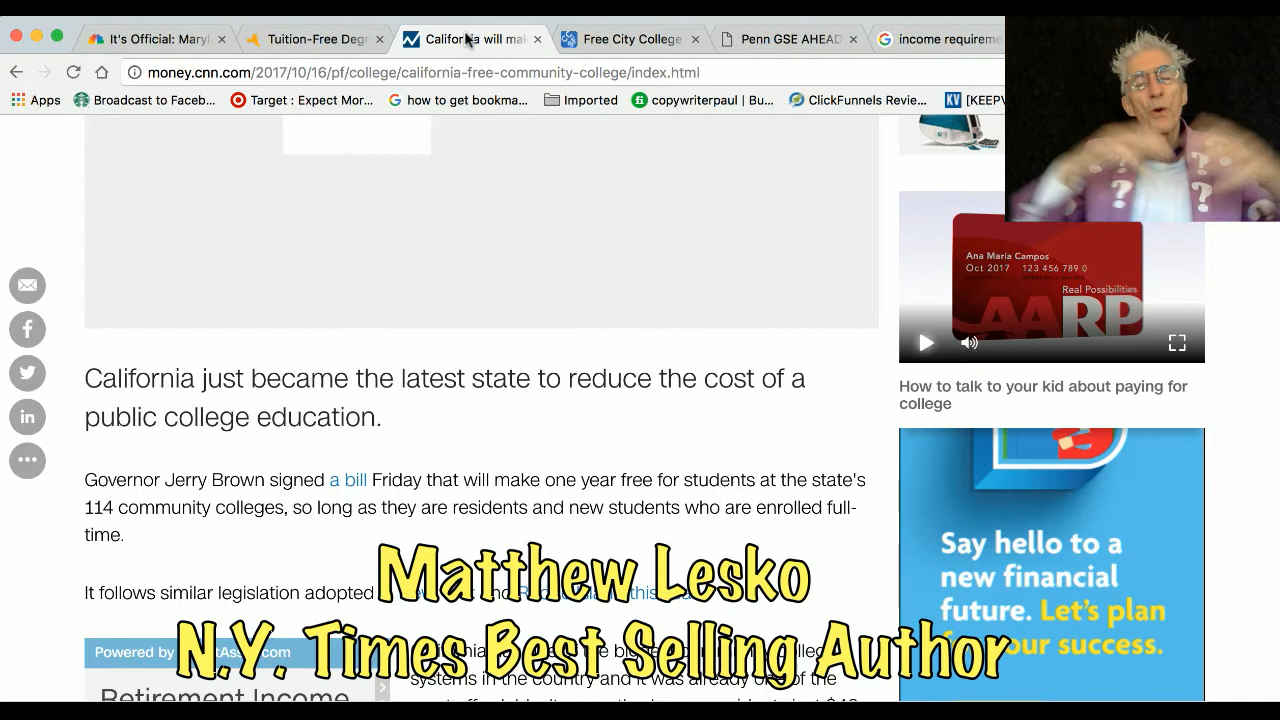 It's Official: Maryl
Tuition-Free Degr
California will mak
Free City College
Penn GSE AHEAD
income requireme
money.cnn.com/2017/10/16/pf/college/california-free-community-college/index.html
Apps
Broadcast to Faceb...
Target : Expect Mor...
how to get bookma...
Imported
copywriterpaul | Bu...
ClickFunnels Revie...
[KEEPV
? ? ? ?
Ana María Campos
Oct 2017 123 456 789 0
Real Possibilities
AARP
How to talk to your kid about paying for
college
California just became the latest state to reduce the cost of a
public college education.
Governor Jerry Brown signed a bill Friday that will make one year free for students at the state's
114 community colleges, so long as they are residents and new students who are enrolled full-
time.
It follows similar legislation adopted
Matthew Lesko
N.Y. Times Best Selling Author
Powered by
.com
Retirement Income
systems in the country and it was already one of the
Say hello to a
new financial
future. Let's plan
your success.